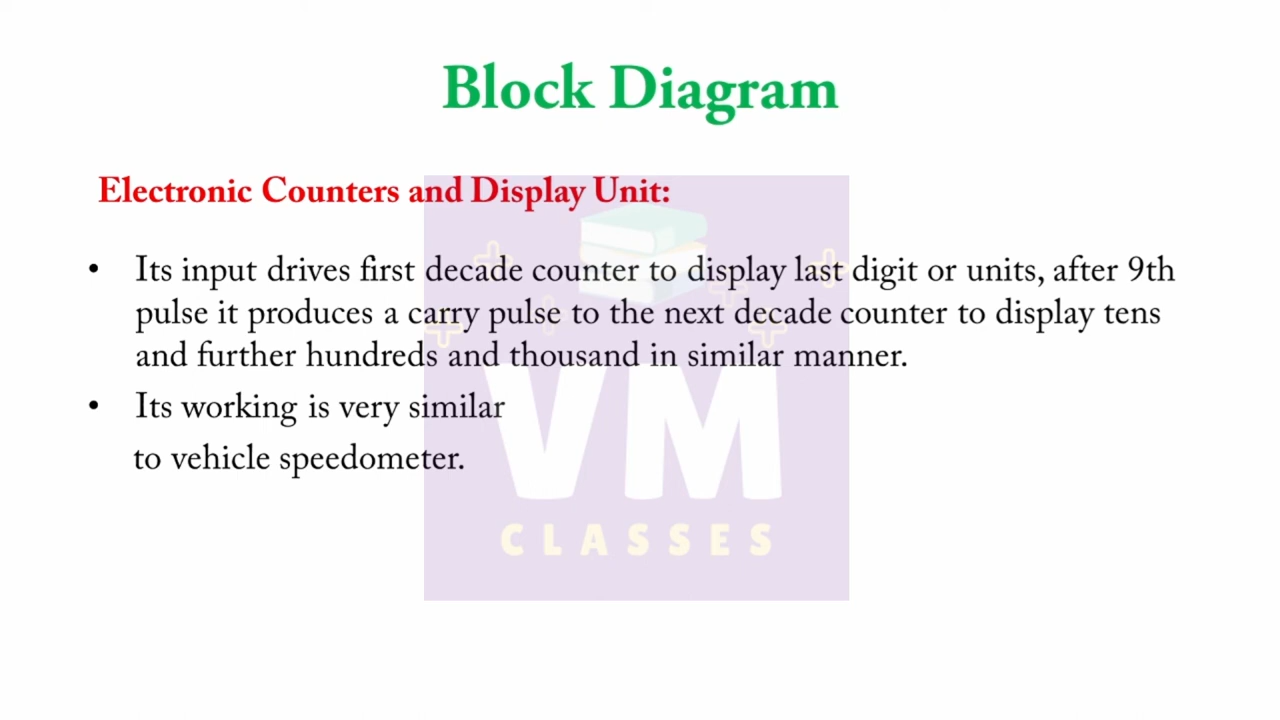 Block Diagram
Electronic Counters and Display Unit:
• Its input drives first decade counter to display last digit or units, after 9th
pulse it produces a carry pulse to the next decade counter to display tens
and further hundreds and thousand in similar manner.
• Its working is very similar
to vehicle speedometer.
VM
CLASSES